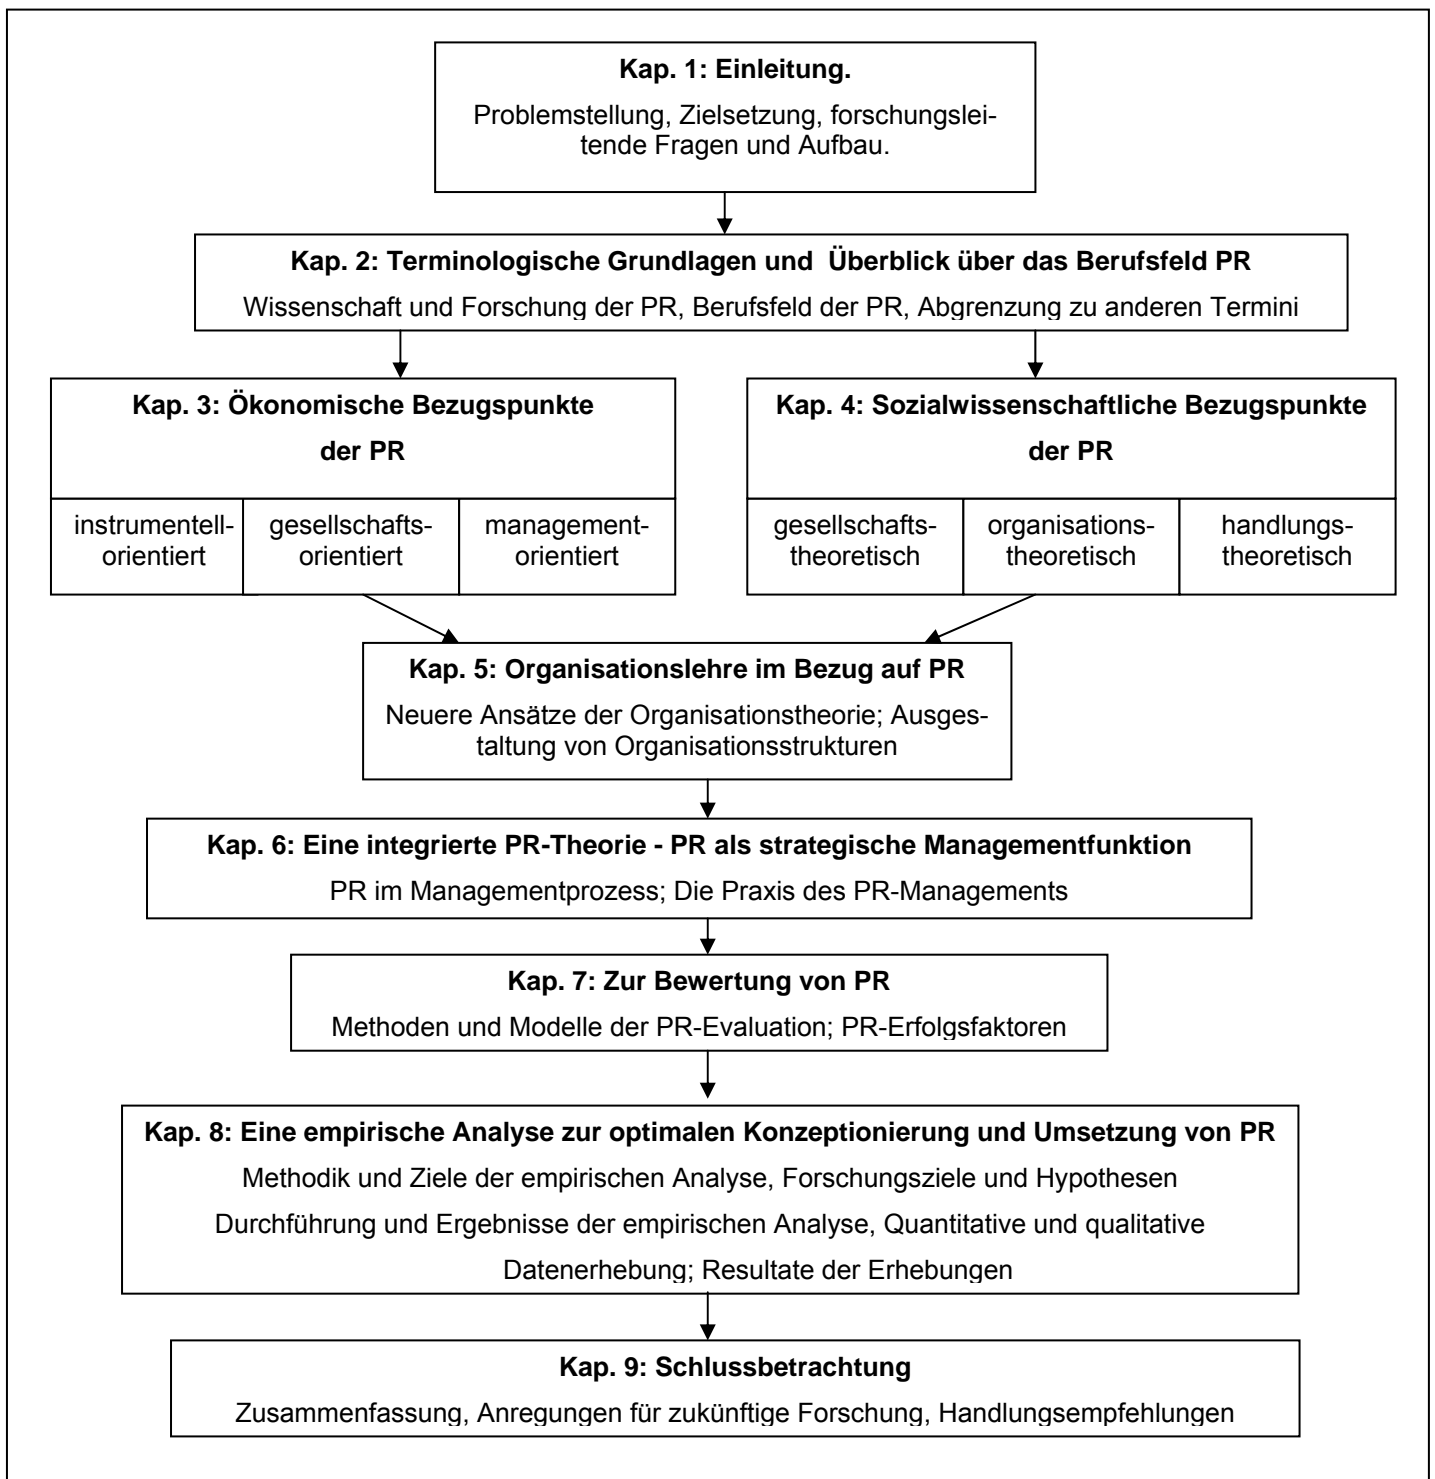 Kap. 1: Einleitung.
Problemstellung, Zielsetzung, forschungslei-
tende Fragen und Aufbau.
Kap. 2: Terminologische Grundlagen und Überblick über das Berufsfeld PR
Wissenschaft und Forschung der PR, Berufsfeld der PR, Abgrenzung zu anderen Termini
Kap. 3: Ökonomische Bezugspunkte
der PR
instrumentell-
orientiert
gesellschafts-
orientiert
management-
orientiert
Kap. 4: Sozialwissenschaftliche Bezugspunkte
der PR
gesellschafts-
theoretisch
organisations-
theoretisch
handlungs-
theoretisch
Kap. 5: Organisationslehre im Bezug auf PR
Neuere Ansätze der Organisationstheorie; Ausges-
taltung von Organisationsstrukturen
Kap. 6: Eine integrierte PR-Theorie - PR als strategische Managementfunktion
PR im Managementprozess; Die Praxis des PR-Managements
Kap. 7: Zur Bewertung von PR
Methoden und Modelle der PR-Evaluation; PR-Erfolgsfaktoren
Kap. 8: Eine empirische Analyse zur optimalen Konzeptionierung und Umsetzung von PR
Methodik und Ziele der empirischen Analyse, Forschungsziele und Hypothesen
Durchführung und Ergebnisse der empirischen Analyse, Quantitative und qualitative
Datenerhebung; Resultate der Erhebungen
Kap. 9: Schlussbetrachtung
Zusammenfassung, Anregungen für zukünftige Forschung, Handlungsempfehlungen